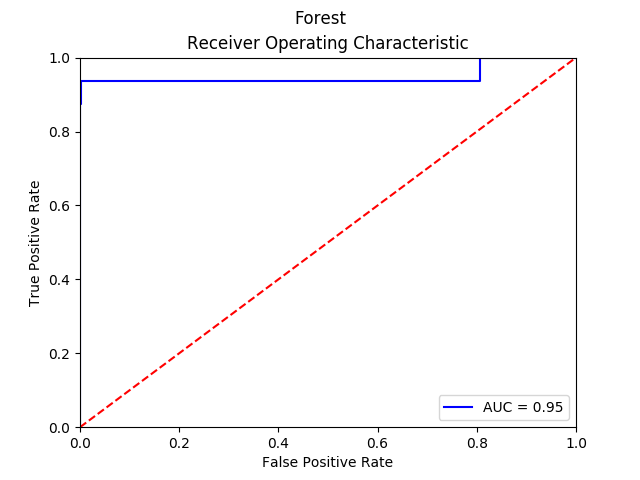 Forest
Receiver Operating Characteristic
1.0
0.8
0.6
0.4
0.2
0.0
True Positive Rate
AUC = 0.95
0.0 0.2 0.4 0.6 0.8 1.0
False Positive Rate